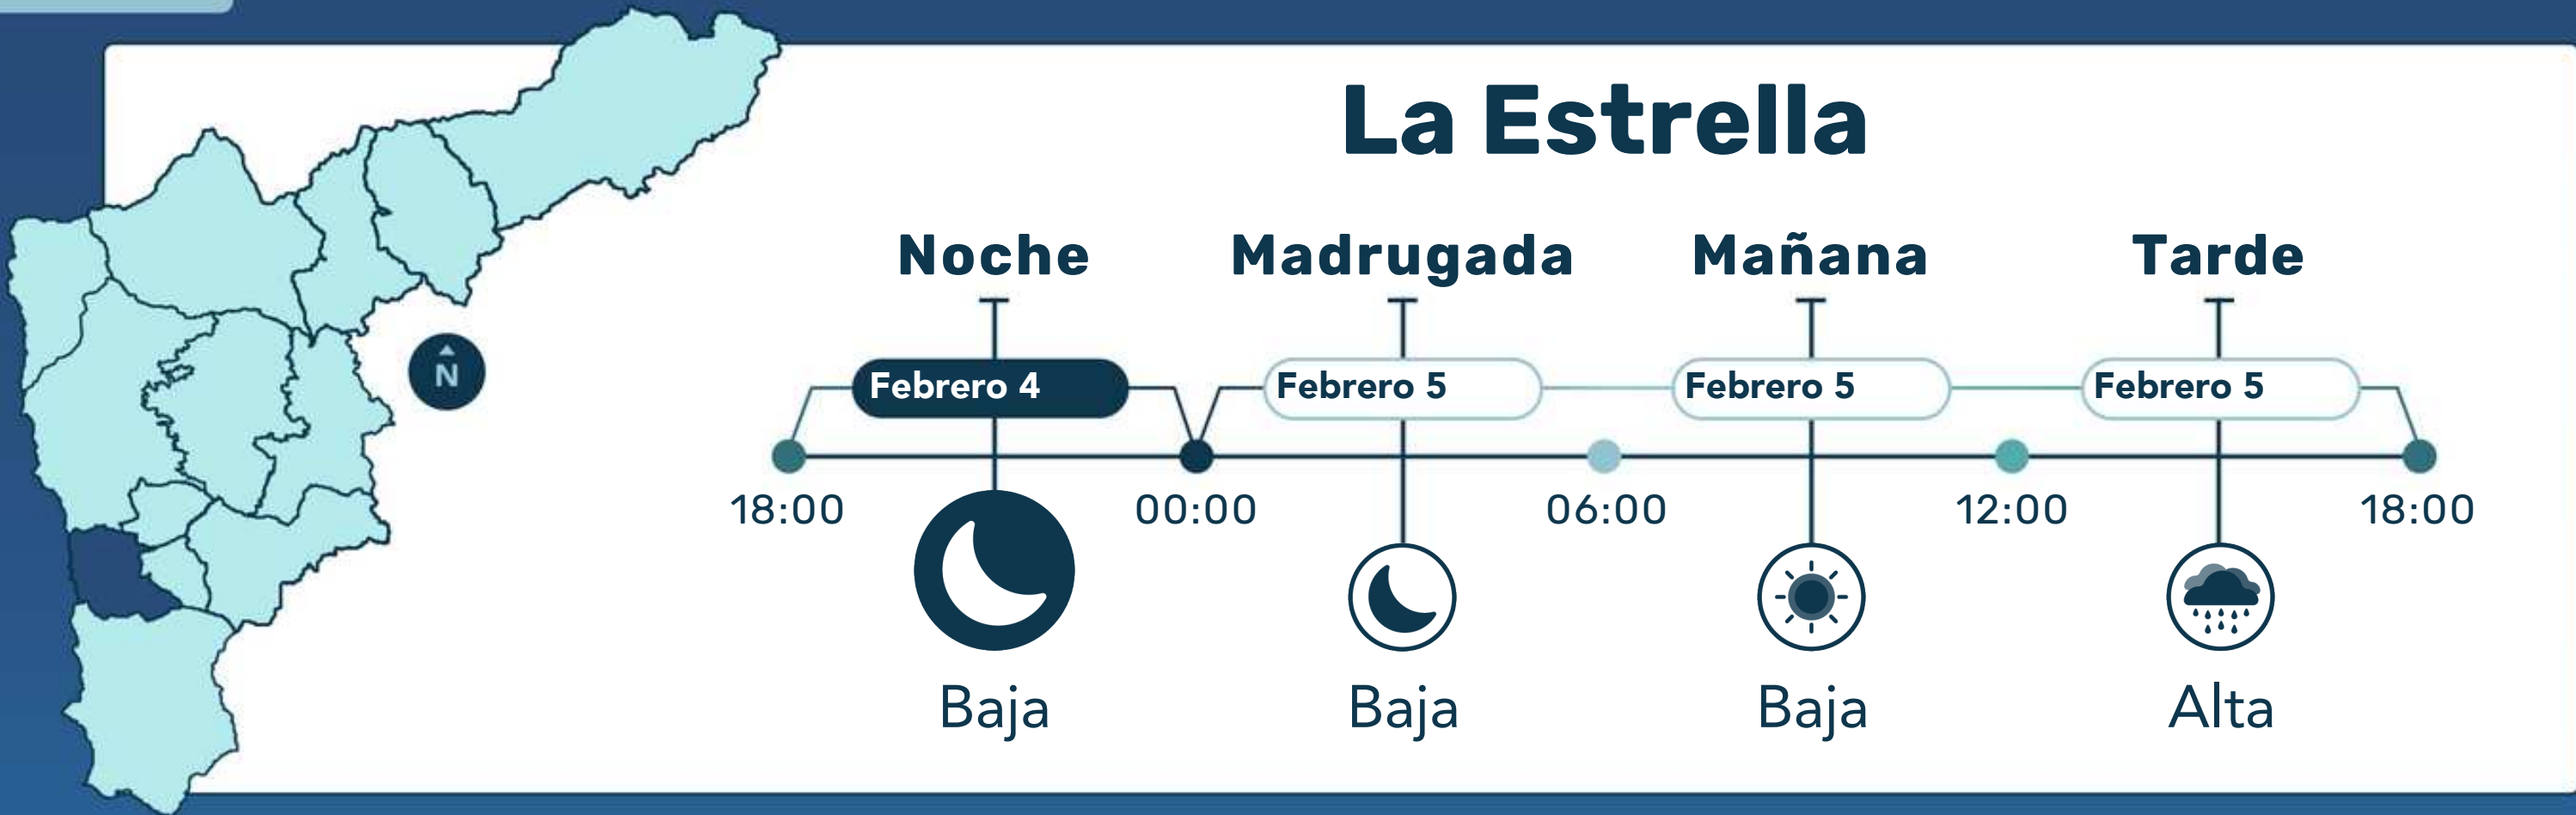 La Estrella
Noche Madrugada Mañana Tarde
Febrero 4 Febrero 5 Febrero 5 Febrero 5
N
18:00 00:00 06:00 12:00 18:00
Baja Baja Baja Alta